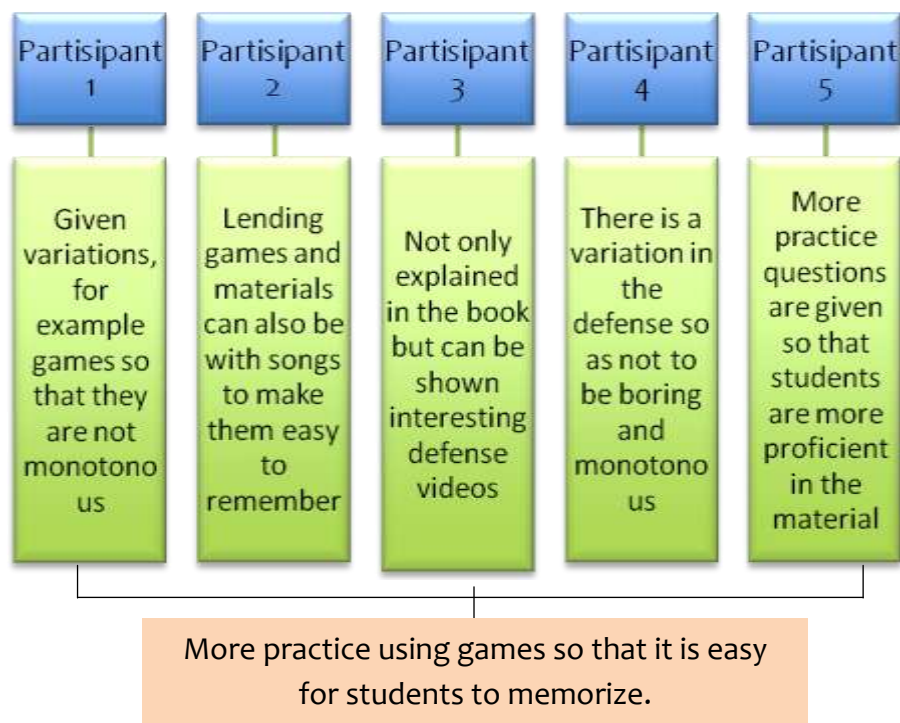 Partisipant
1
Given
variations,
for
example
games so
that they
are not
monotono
us
Partisipant
2
Lending
games and
materials
can also be
with songs
to make
them easy
to
remember
Partisipant
3
Not only
explained
in the book
but can be
shown
interesting
defense
videos
Partisipant
4
There is a
variation in
the
defense so
as not to
be boring
and
monotono
us
Partisipant
5
More
practice
questions
are given
so that
students
are more
proficient
in the
material
More practice using games so that it is easy
for students to memorize.